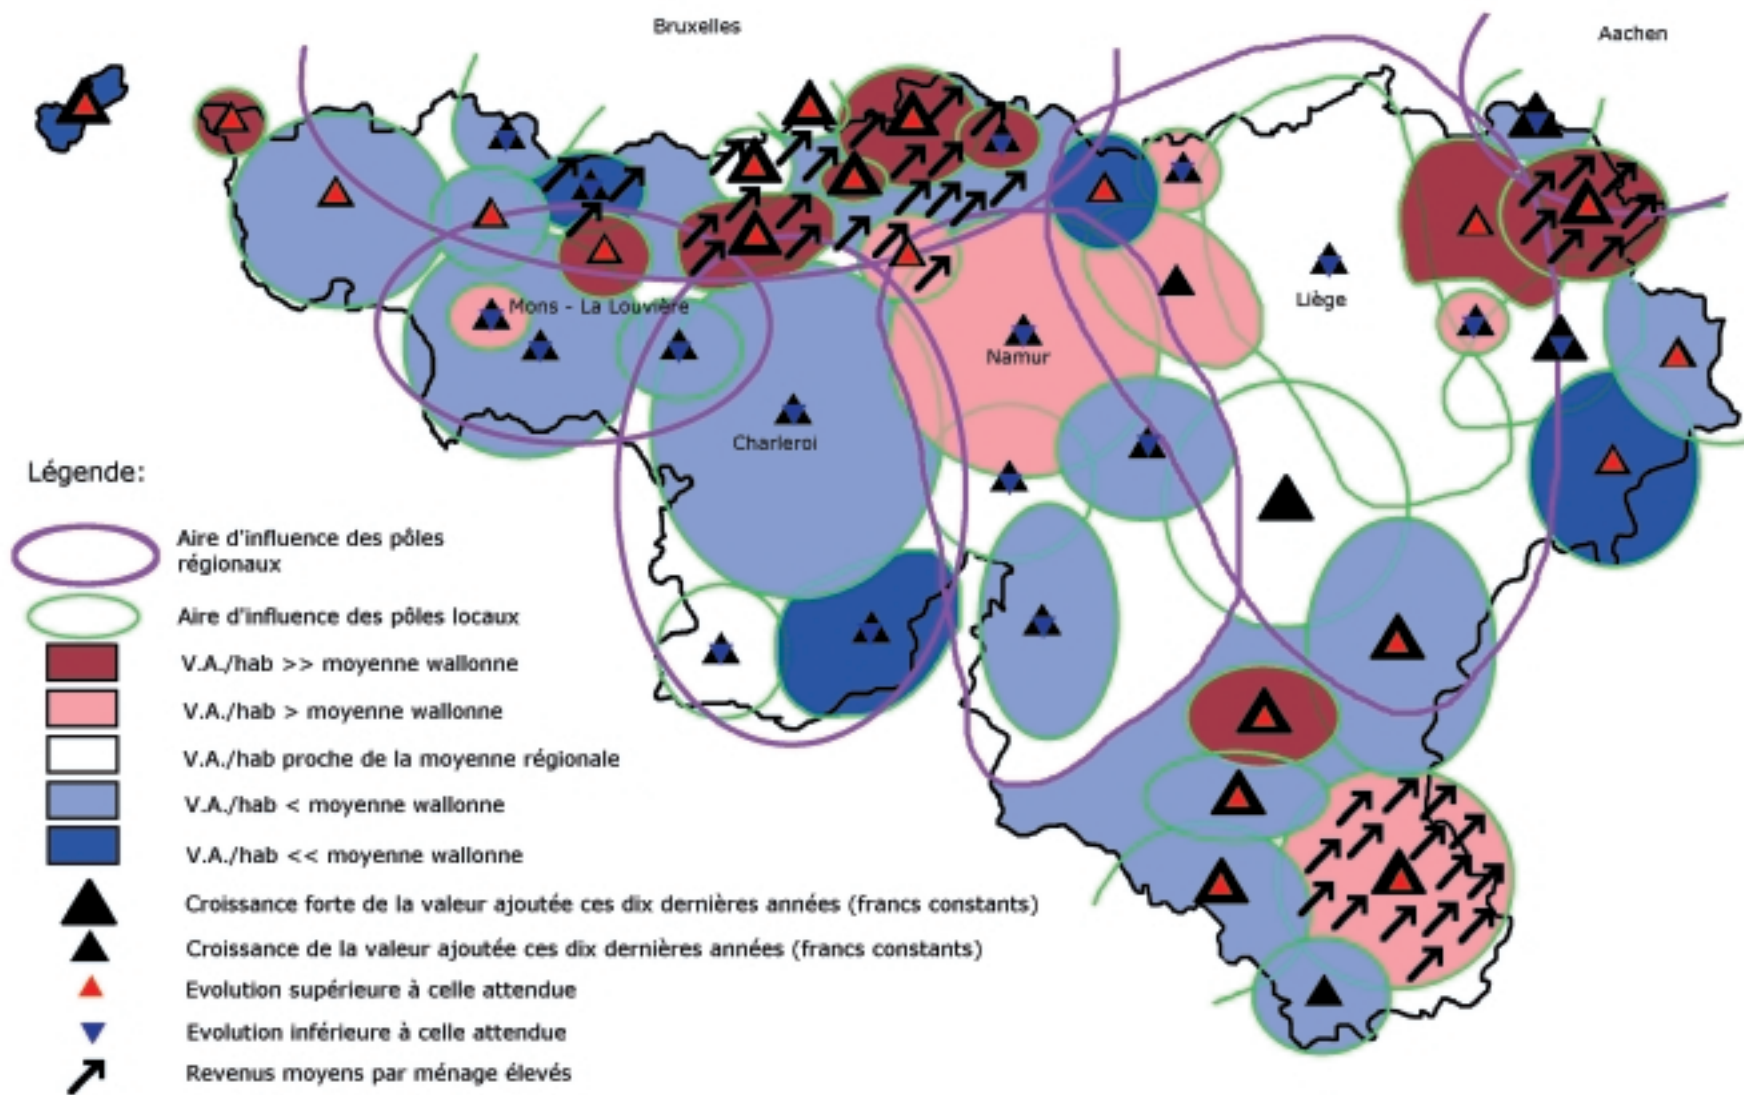 Bruxelles
Aachen
Mons - La Louvière
Liège
Namur
Charleroi
Légende:
Aire d'influence des pôles
régionaux
Aire d'influence des pôles locaux
V.A./hab >> moyenne wallonne
V.A./hab > moyenne wallonne
V.A./hab proche de la moyenne régionale
V.A./hab < moyenne wallonne
V.A./hab << moyenne wallonne
Croissance forte de la valeur ajoutée ces dix dernières années (francs constants)
Croissance de la valeur ajoutée ces dix dernières années (francs constants)
Evolution supérieure à celle attendue
Evolution inférieure à celle attendue
Revenus moyens par ménage élevés